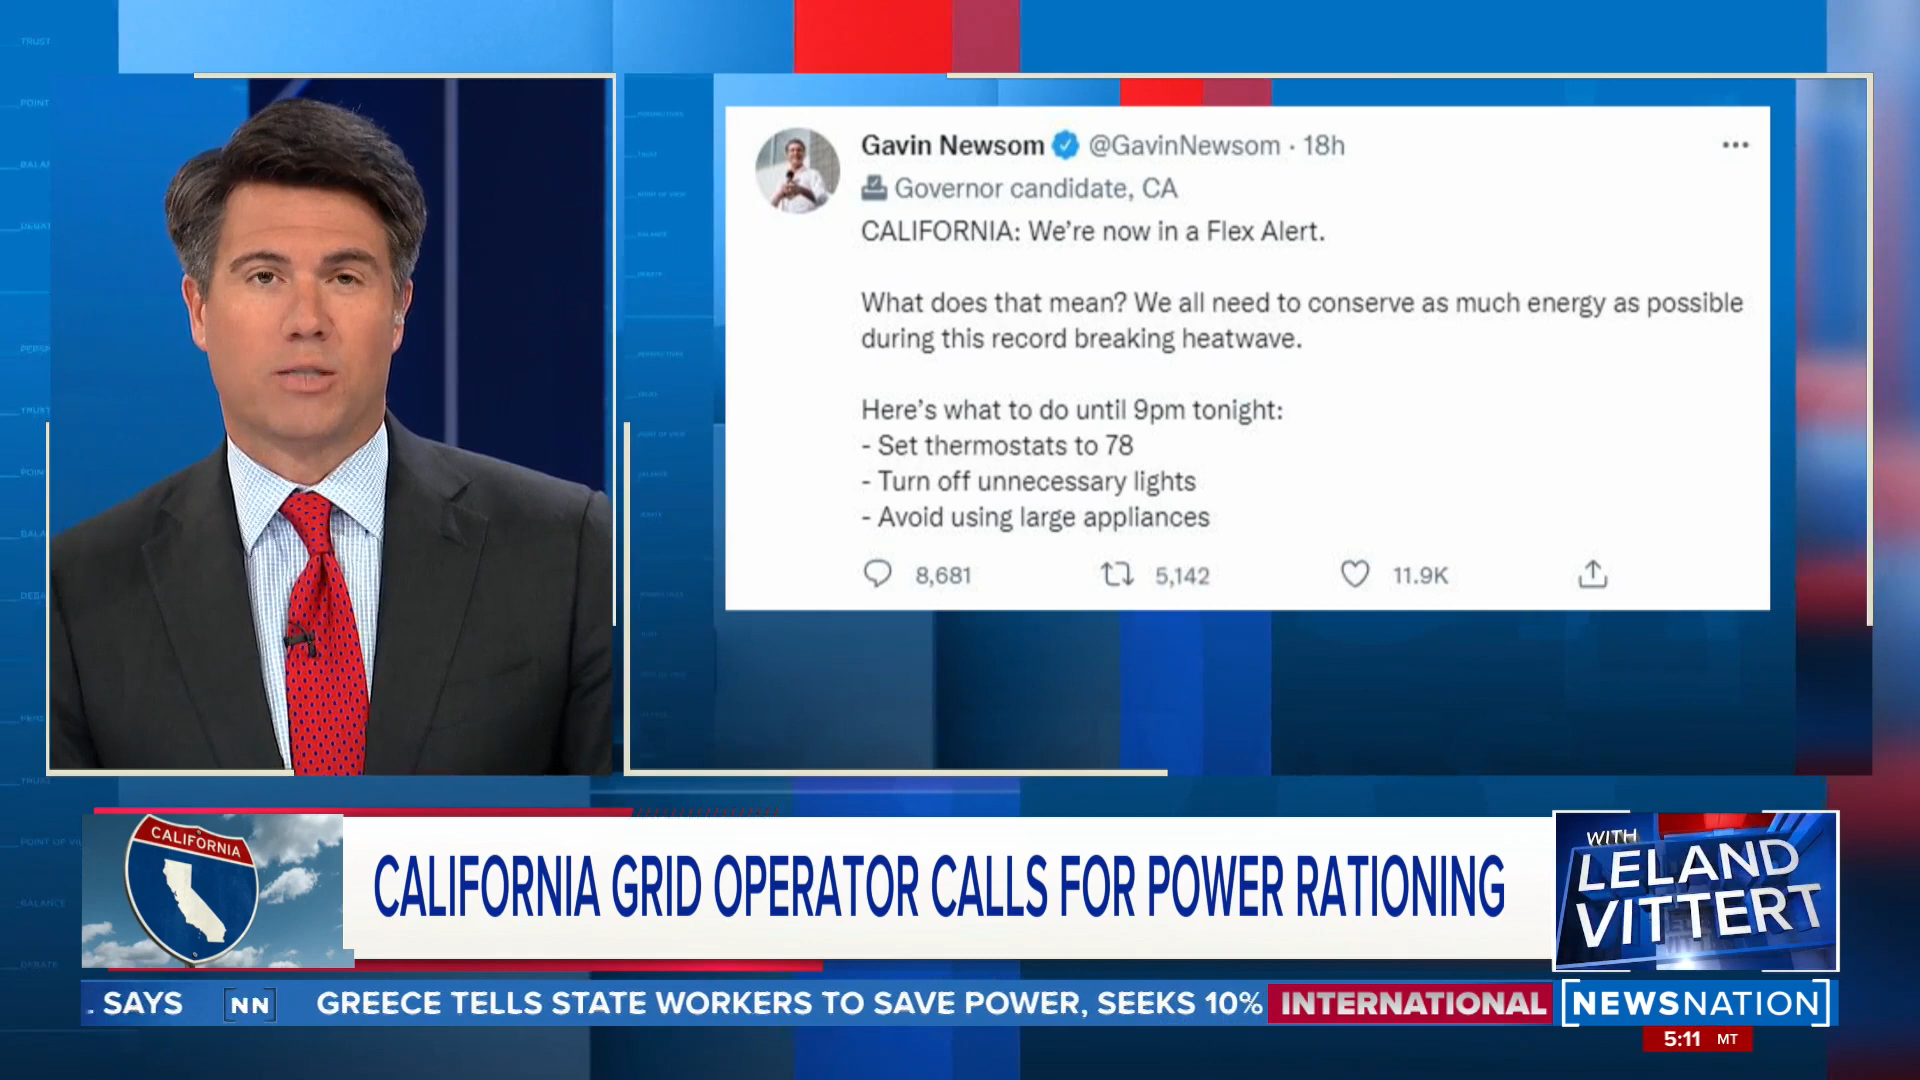 TRUST
POINT
Gavin Newsom @GavinNewsom · 18h
Governor candidate, CA
CALIFORNIA: We're now in a Flex Alert.
What does that mean? We all need to conserve as much energy as possible
during this record breaking heatwave.
Here's what to do until 9pm tonight:
- Set thermostats to 78
- Turn off unnecessary lights
- Avoid using large appliances
8,681
5,142
11.9K
CALIFORNIA
CALIFORNIA GRID OPERATOR CALLS FOR POWER RATIONING
WITH
LELAND
VITTERT
. SAYS NN GREECE TELLS STATE WORKERS TO SAVE POWER, SEEKS 10% INTERNATIONAL
NEWSNATION
5:11 MT
BALANCE
DEBATE